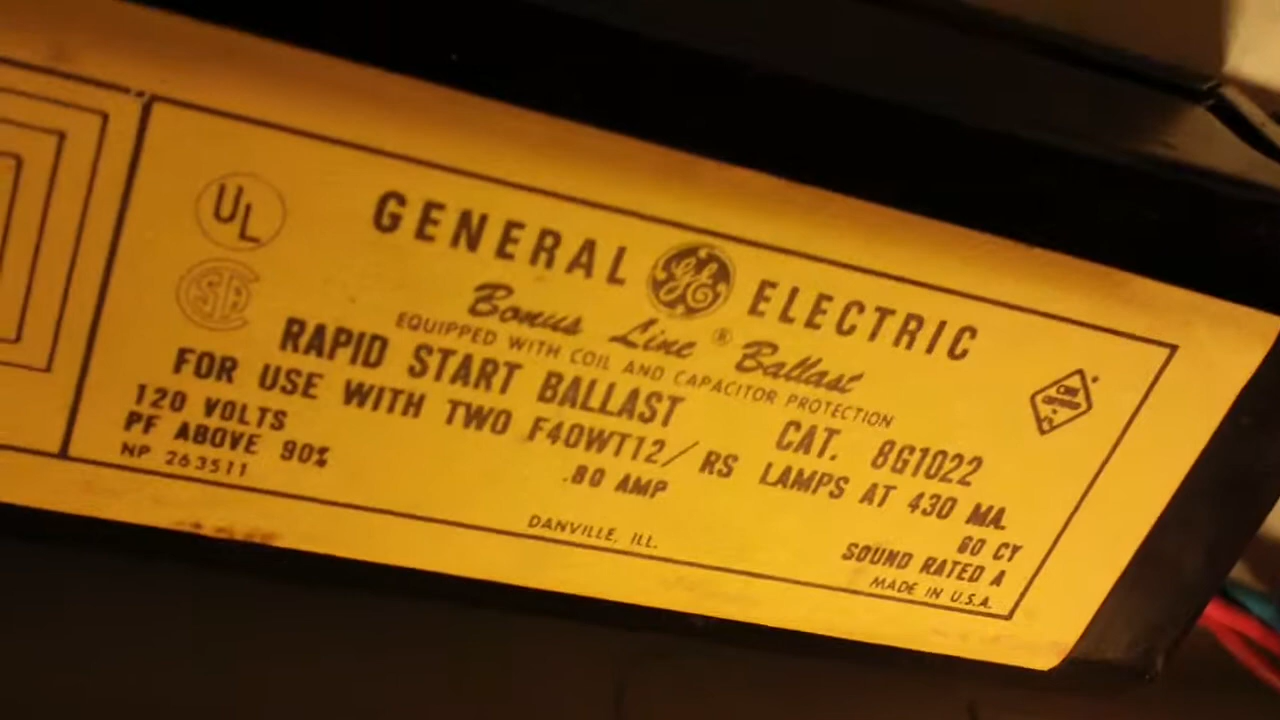 UL
GENERAL GE ELECTRIC
SA
Bonus Line ® Ballast
EQUIPPED WITH COIL AND CAPACITOR PROTECTION
RAPID START BALLAST CAT. 8G1022
FOR USE WITH TWO F40WT12/RS LAMPS AT 430 MA.
120 VOLTS .80 AMP 60 CY
PF ABOVE 90% SOUND RATED A
NP 263511 DANVILLE, ILL. MADE IN U.S.A.